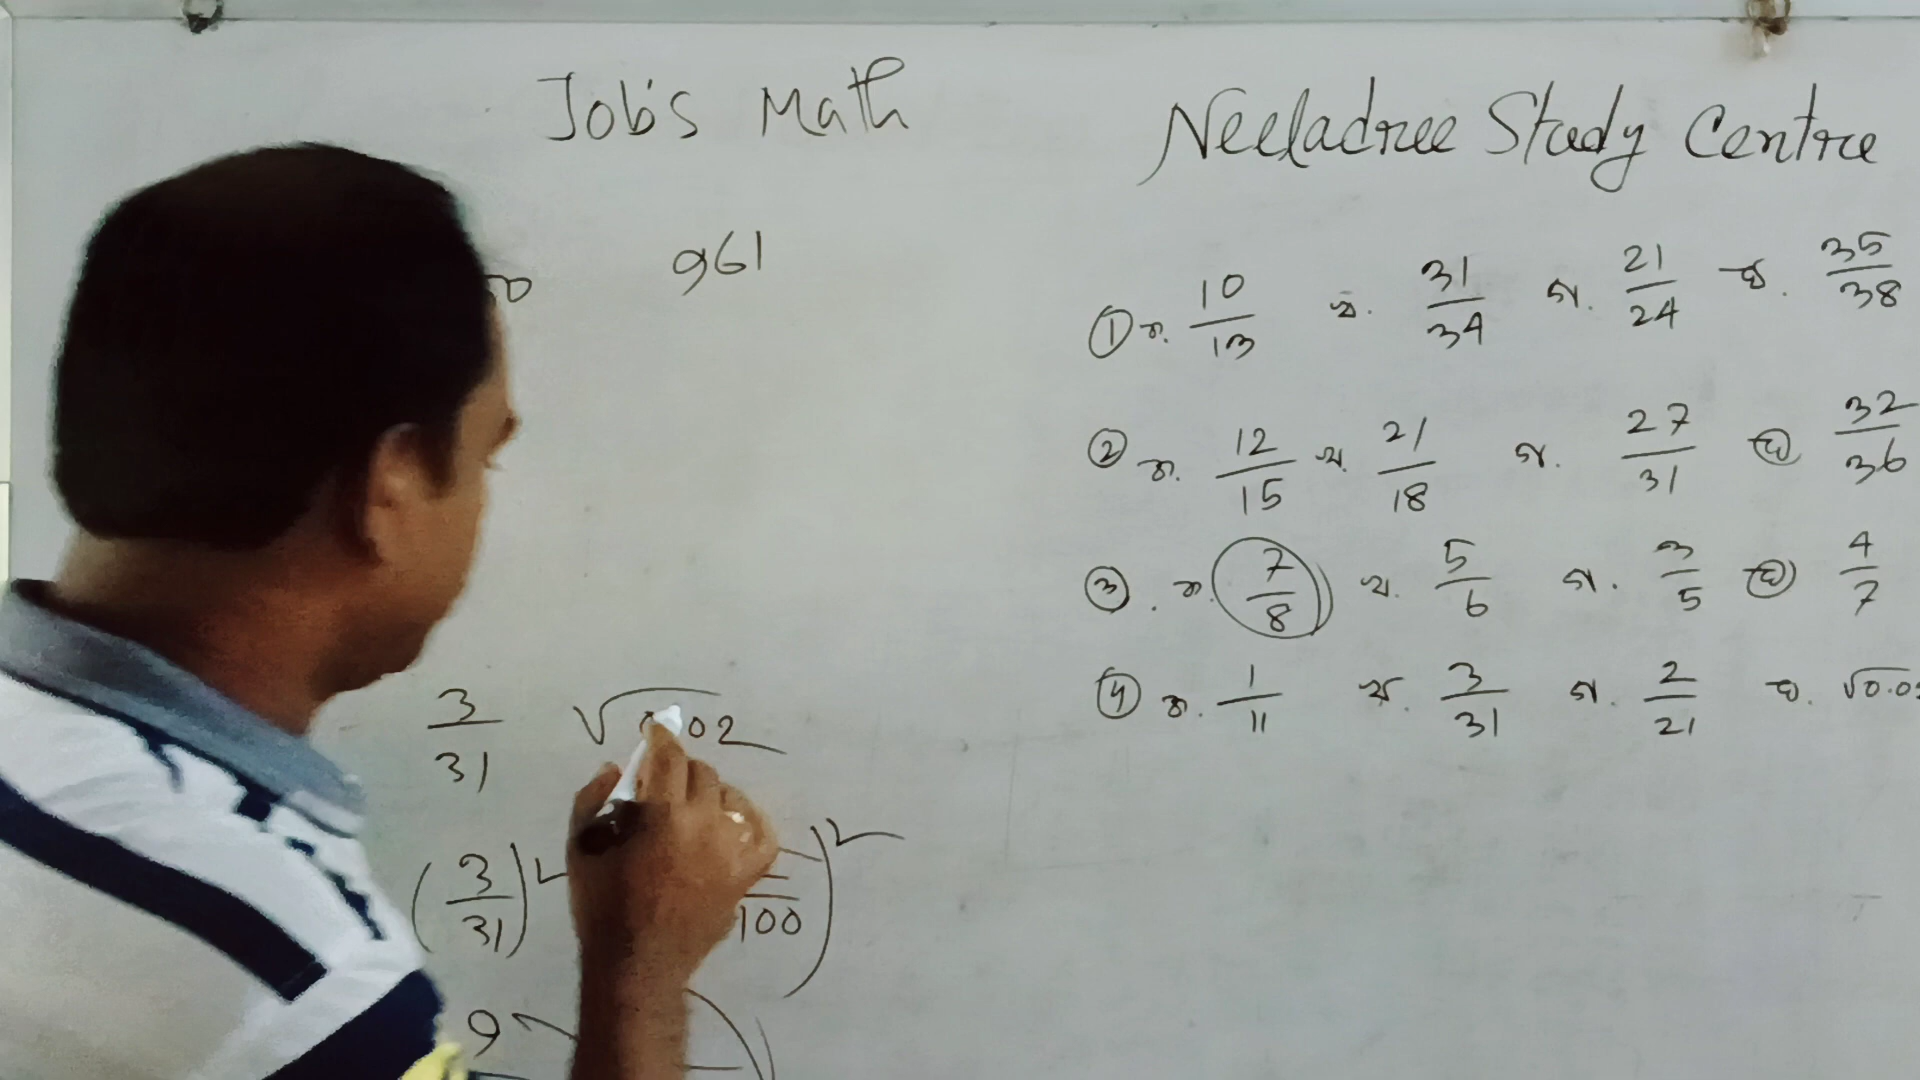 Job's Math
Neeladree Study Centre
961
① ক. 10/13 খ. 31/34 গ. 21/24 ঘ. 35/38
② ক. 12/15 খ. 21/18 গ. 27/31 ঘ 32/36
③ . ক. 7/8 খ. 5/6 গ. 3/5 ঘ 4/7
④ ক. 1/11 খ. 3/31 গ. 2/21 ঘ. √0.02
3/31 √0.02
(3/31)² 100)²
9